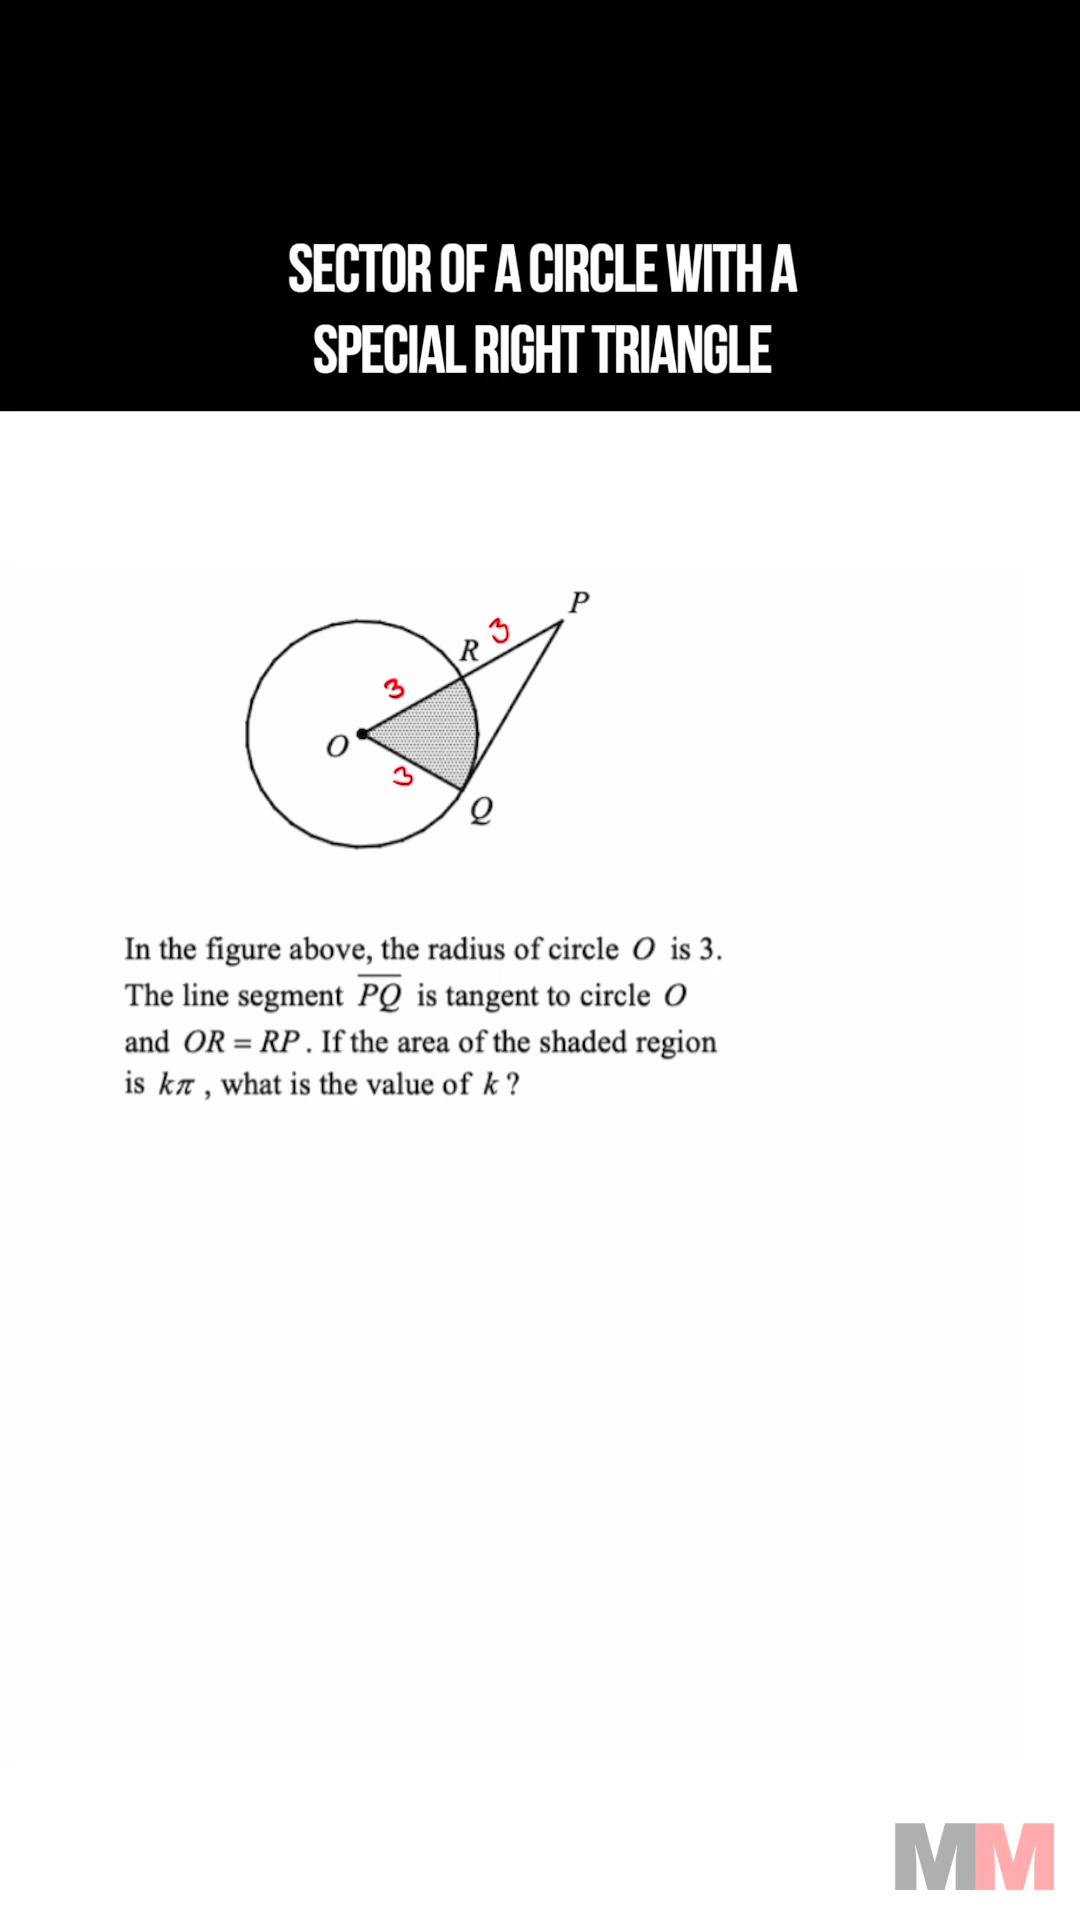 SECTOR OF A CIRCLE WITH A
SPECIAL RIGHT TRIANGLE
P
3
R
3
O
3
Q
In the figure above, the radius of circle O is 3.
The line segment P̅Q̅ is tangent to circle O
and OR = RP. If the area of the shaded region
is kπ, what is the value of k?
MM